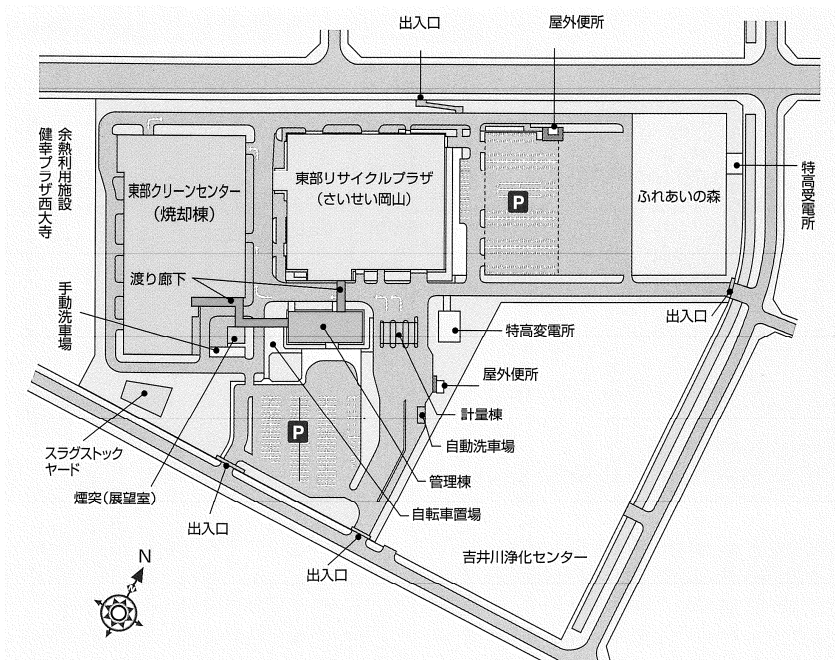 出入口
屋外便所
余熱利用施設
健幸プラザ西大寺
東部クリーンセンター
(焼却棟)
東部リサイクルプラザ
(さいせい岡山)
P
ふれあいの森
特高受電所
渡り廊下
手動洗車場
出入口
特高変電所
屋外便所
計量棟
自動洗車場
P
スラグストック
ヤード
管理棟
煙突(展望室)
自転車置場
出入口
出入口
吉井川浄化センター
N